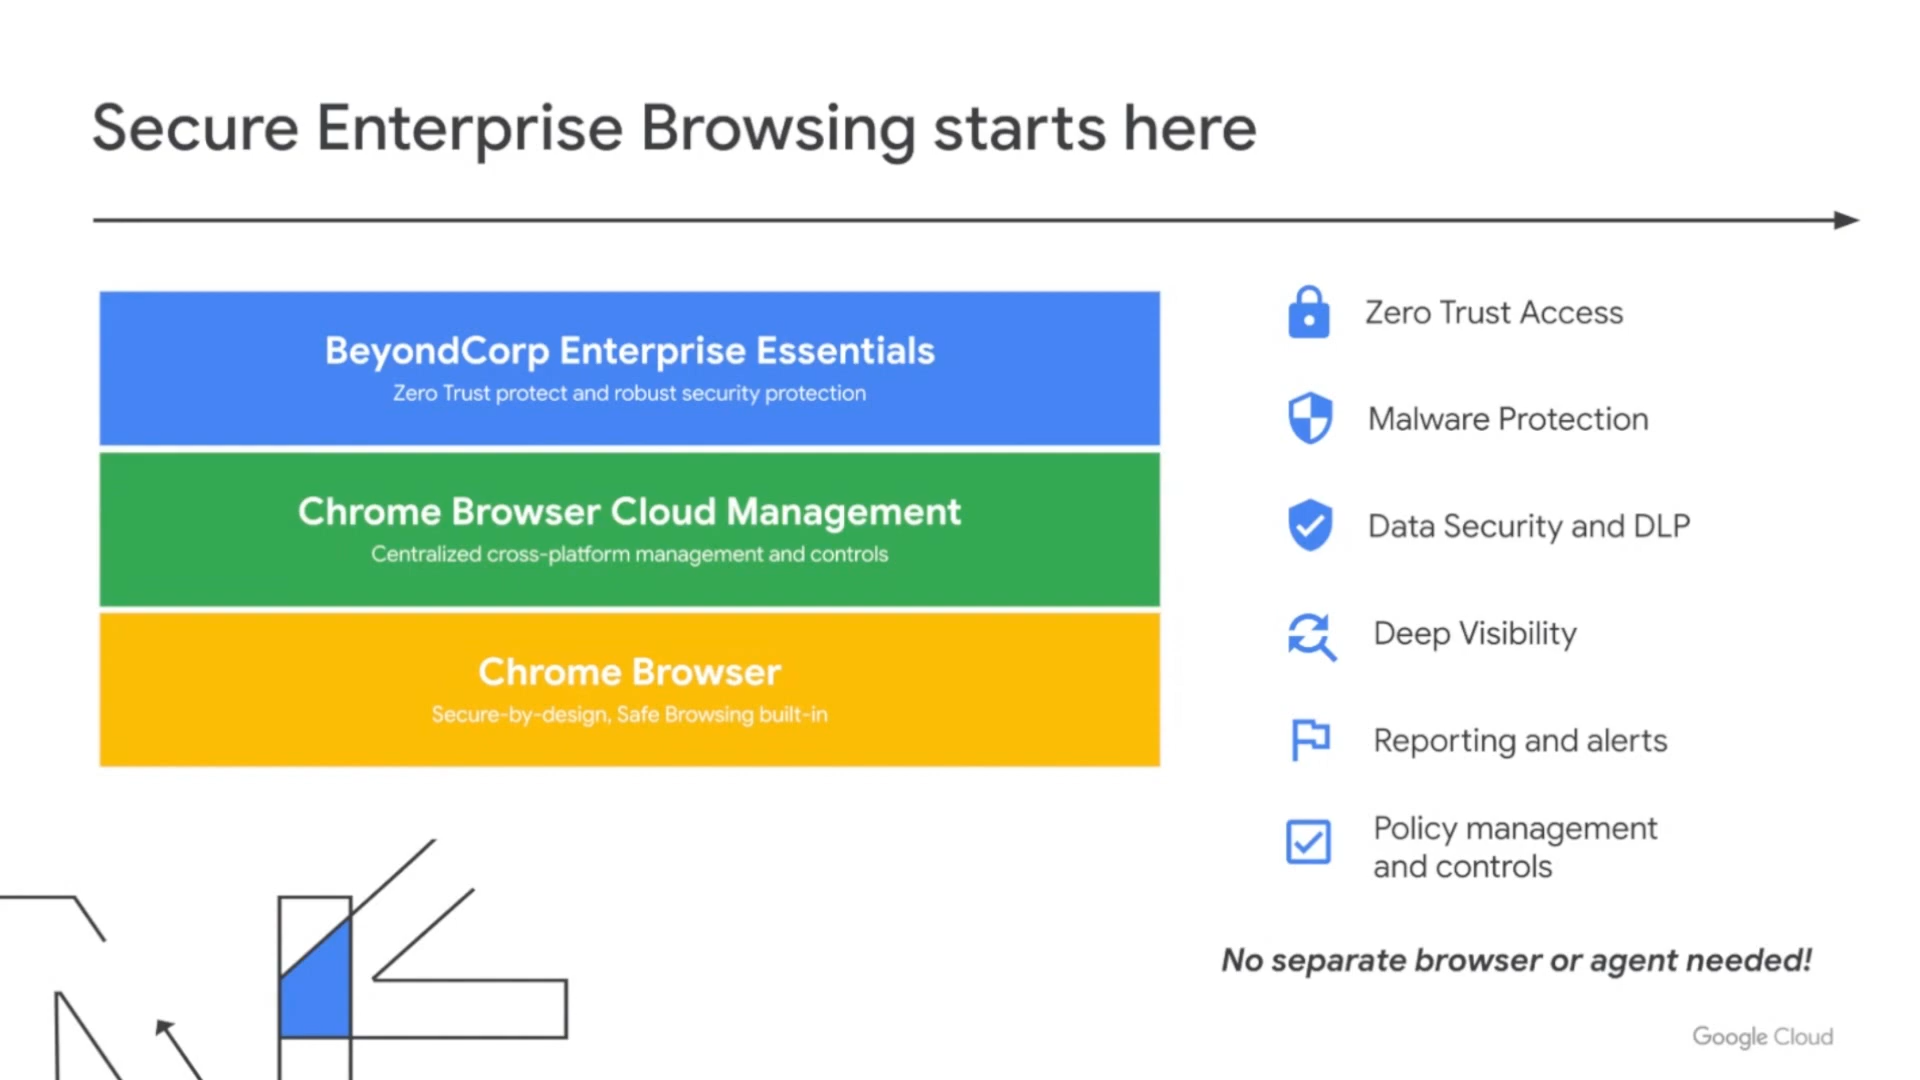 Secure Enterprise Browsing starts here
BeyondCorp Enterprise Essentials
Zero Trust protect and robust security protection
Chrome Browser Cloud Management
Centralized cross-platform management and controls
Chrome Browser
Secure-by-design, Safe Browsing built-in
Zero Trust Access
Malware Protection
Data Security and DLP
Deep Visibility
Reporting and alerts
Policy management
and controls
No separate browser or agent needed!
Google Cloud